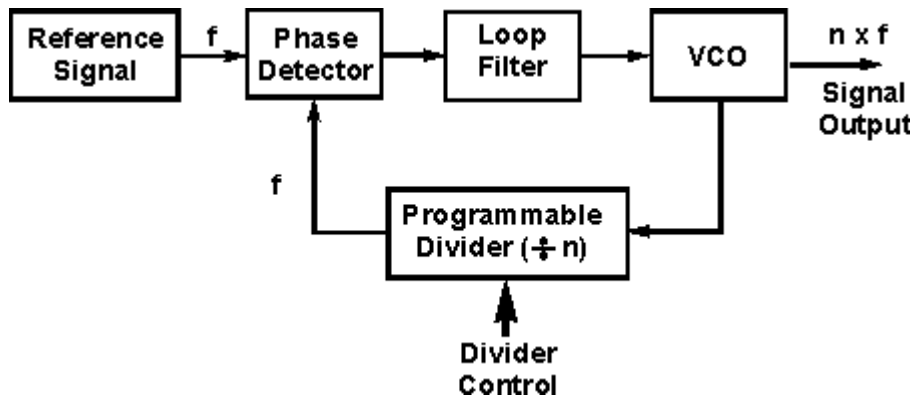 Reference
Signal
f
Phase
Detector
Loop
Filter
VCO
n x f
Signal
Output
f
Programmable
Divider (÷ n)
Divider
Control